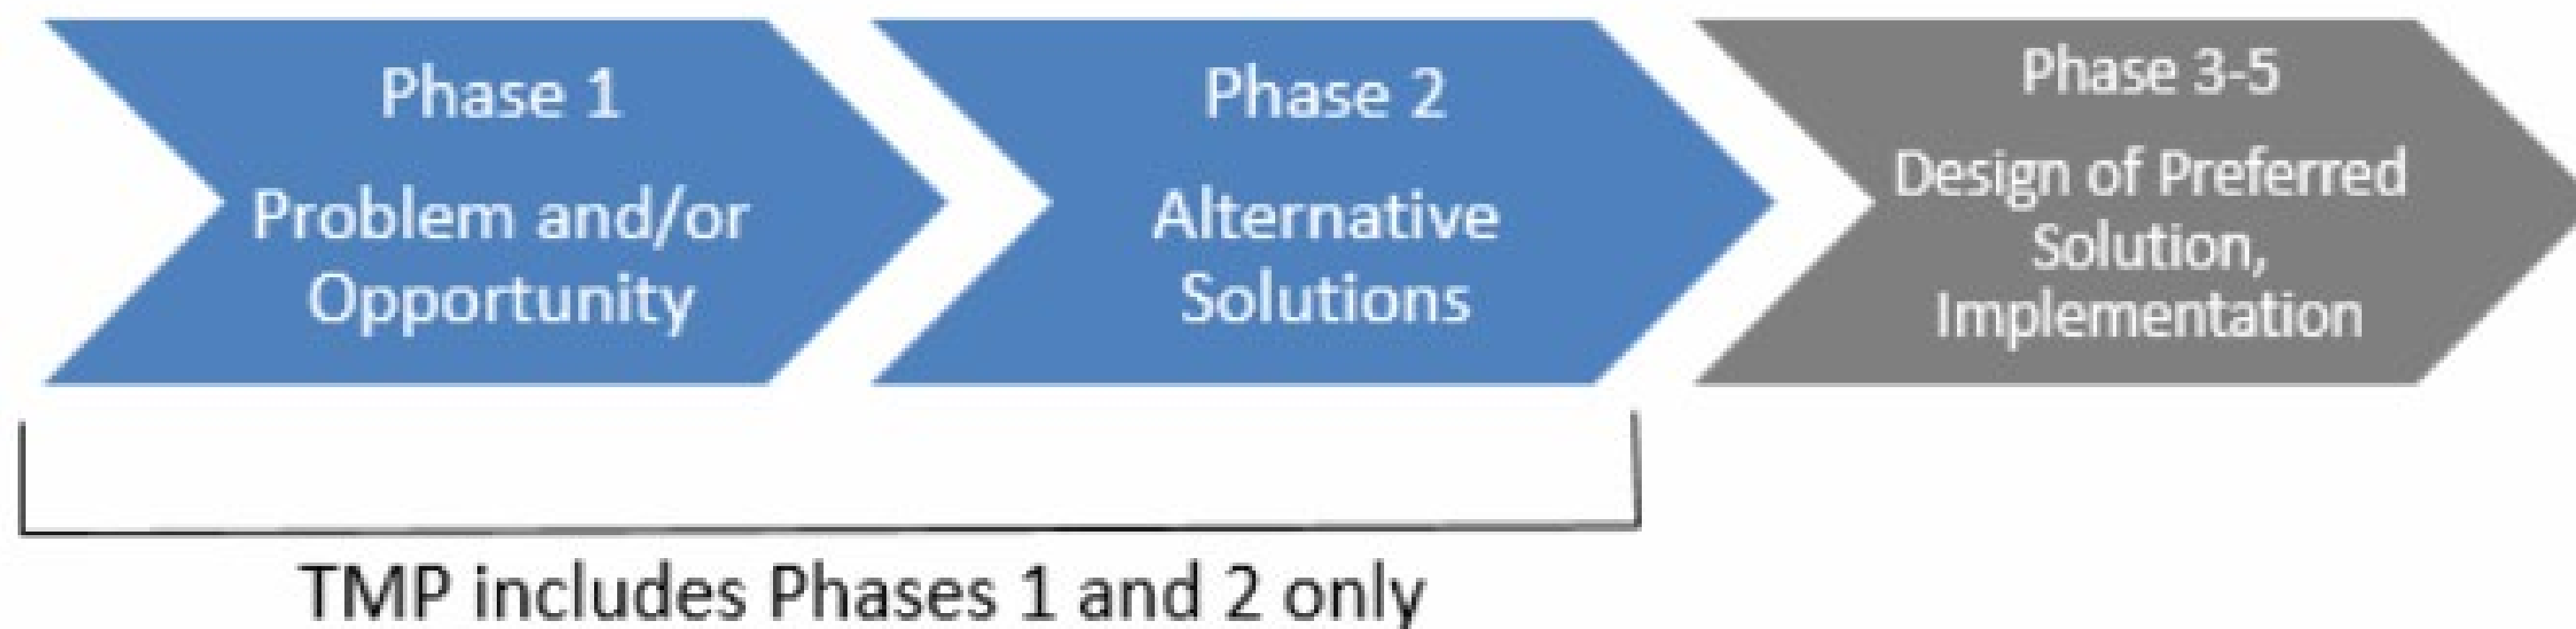 Phase 1
Problem and/or
Opportunity
Phase 2
Alternative
Solutions
Phase 3-5
Design of Preferred
Solution,
Implementation
TMP includes Phases 1 and 2 only